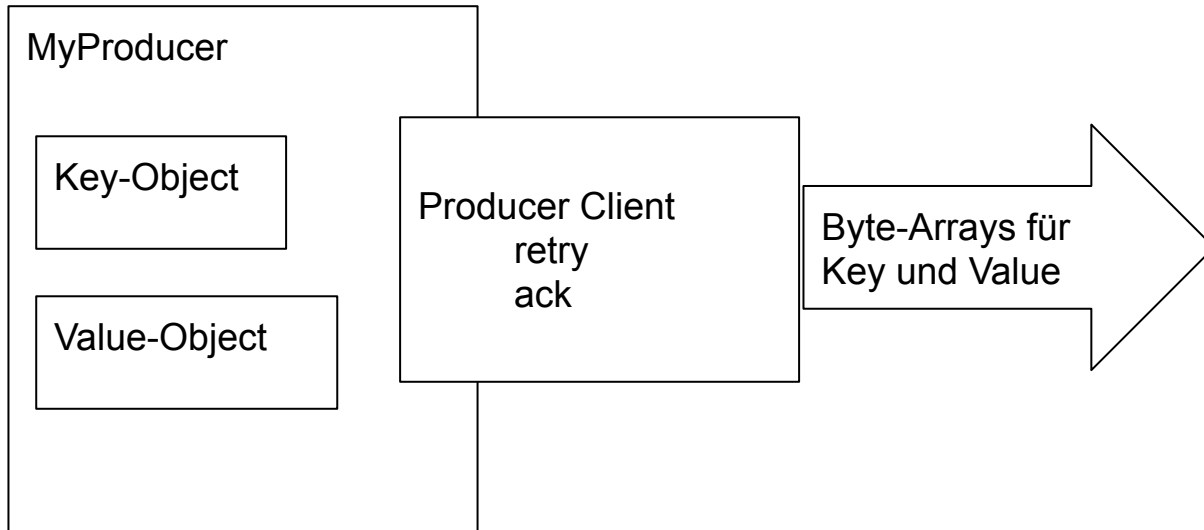 MyProducer
Key-Object
Value-Object
Producer Client
retry
ack
Byte-Arrays für
Key und Value